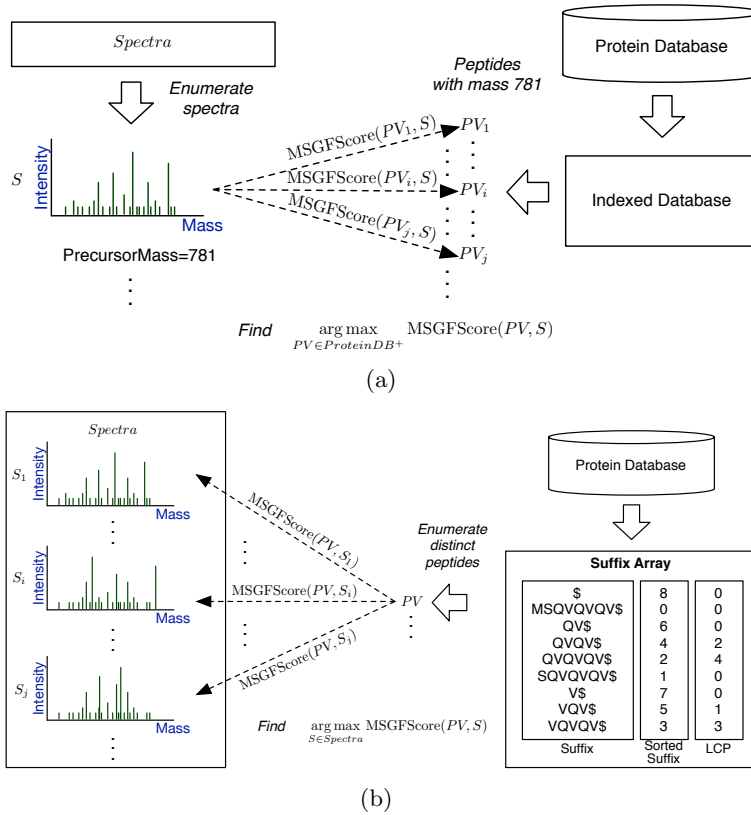 Spectra
Enumerate
spectra
S
Intensity
Mass
PrecursorMass=781
MSGFScore(PV1, S)
MSGFScore(PVi, S)
MSGFScore(PVj, S)
Peptides
with mass 781
PV1
PVi
PVj
Protein Database
Indexed Database
Find arg max MSGFScore(PV, S)
PV∈ProteinDB+
(a)
Spectra
S1
Intensity
Mass
Si
Intensity
Mass
Sj
Intensity
Mass
MSGFScore(PV, S1)
MSGFScore(PV, Si)
MSGFScore(PV, Sj)
PV
Enumerate
distinct
peptides
Find arg max MSGFScore(PV, S)
S∈Spectra
Protein Database
Suffix Array
$ 8 0
MSQVQVQV$ 0 0
QV$ 6 0
QVQV$ 4 2
QVQVQV$ 2 4
SQVQVQV$ 1 0
V$ 7 0
VQV$ 5 1
VQVQV$ 3 3
Suffix Sorted LCP
Suffix
(b)